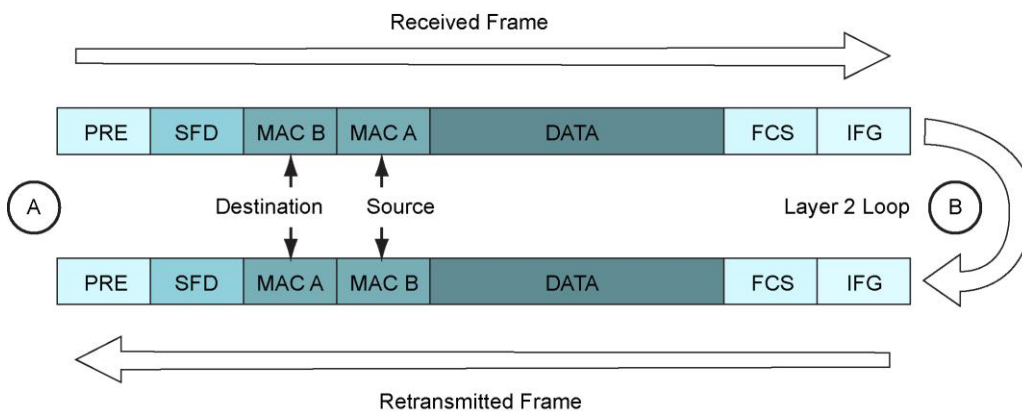 Received Frame
PRE SFD MAC B MAC A DATA FCS IFG
A Destination Source Layer 2 Loop B
PRE SFD MAC A MAC B DATA FCS IFG
Retransmitted Frame